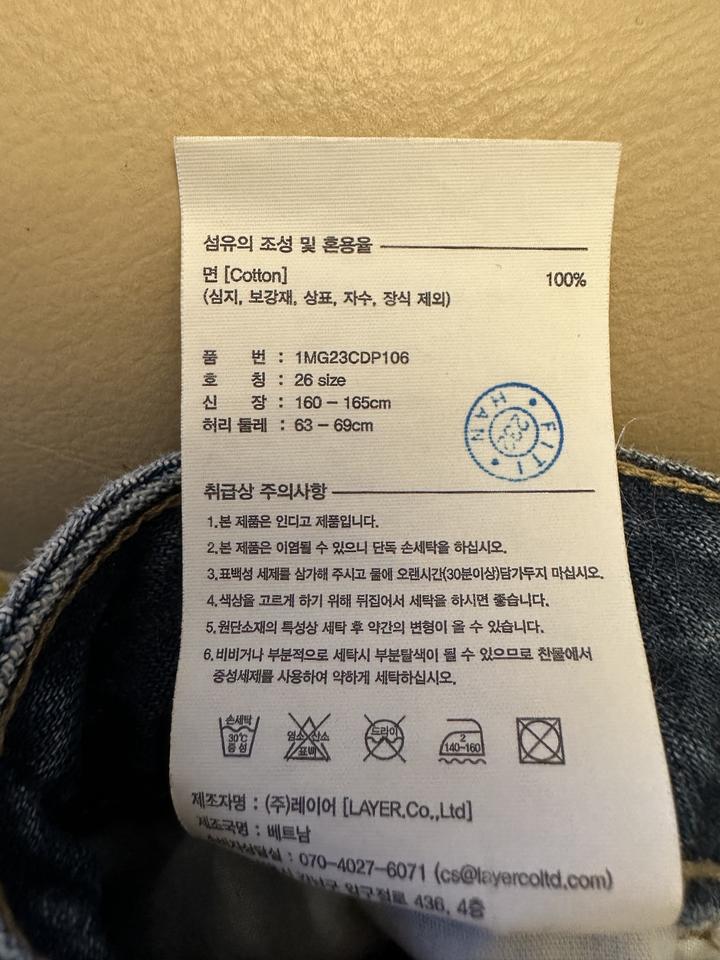 섬유의 조성 및 혼용율
면 [Cotton] 100%
(심지, 보강재, 상표, 자수, 장식 제외)
품 번 : 1MG23CDP106
호 칭 : 26 size
신 장 : 160 - 165cm
허리 둘레 : 63 - 69cm
FITI
HAN
취급상 주의사항
1.본 제품은 인디고 제품입니다.
2.본 제품은 이염될 수 있으니 단독 손세탁을 하십시오.
3.표백성 세제를 삼가해 주시고 물에 오랜시간(30분이상)담가두지 마십시오.
4.색상을 고르게 하기 위해 뒤집어서 세탁을 하시면 좋습니다.
5.원단소재의 특성상 세탁 후 약간의 변형이 올 수 있습니다.
6.비비거나 부분적으로 세탁시 부분탈색이 될 수 있으므로 찬물에서
중성세제를 사용하여 약하게 세탁하십시오.
손세탁 30℃ 중성
염소 산소 표백
드라이
2 140~160
제조자명 : (주)레이어 [LAYER.Co.,Ltd]
제조국명 : 베트남
: 070-4027-6071 (cs@layercoltd.com)
강남구 압구정로 436, 4층